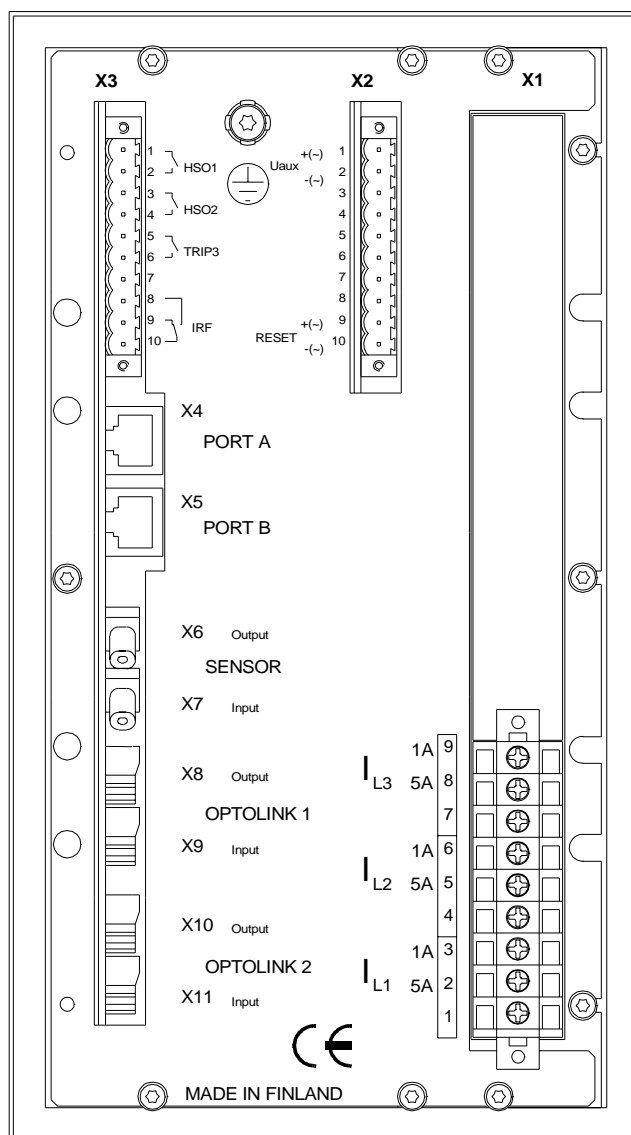 X3 X2 X1
1 +(~) 1
2 HSO1 Uaux -(~) 2
3 3
4 HSO2 4
5 5
6 TRIP3 6
7 7
8 8
9 IRF +(~) 9
10 RESET -(~) 10
X4
PORT A
X5
PORT B
X6 Output
SENSOR
X7 Input
X8 Output
OPTOLINK 1
X9 Input
X10 Output
OPTOLINK 2
X11 Input
1A 9
IL3 5A 8
7
1A 6
IL2 5A 5
4
1A 3
IL1 5A 2
1
CE
MADE IN FINLAND